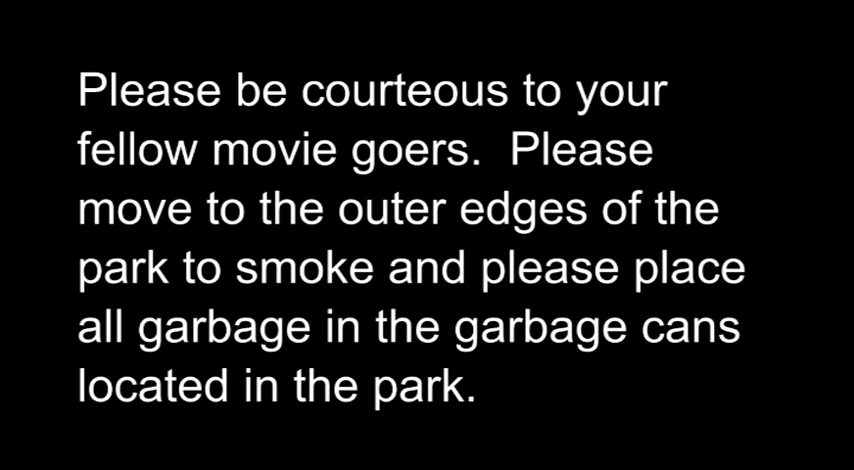 Please be courteous to your
fellow movie goers.  Please
move to the outer edges of the
park to smoke and please place
all garbage in the garbage cans
located in the park.